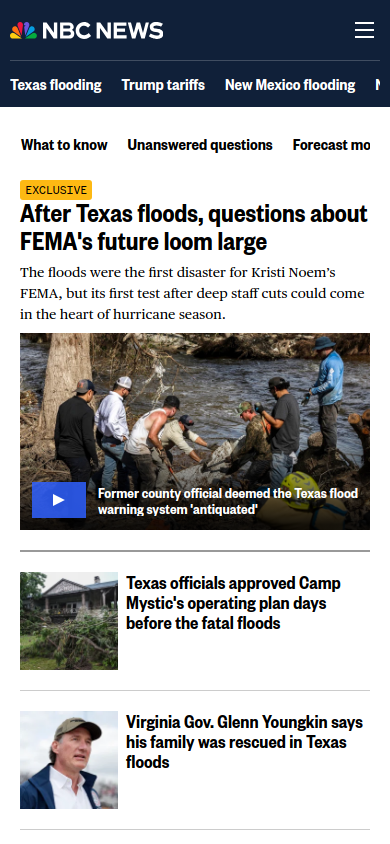 NBC NEWS
Texas flooding Trump tariffs New Mexico flooding
What to know Unanswered questions Forecast mo
EXCLUSIVE
After Texas floods, questions about
FEMA's future loom large
The floods were the first disaster for Kristi Noem’s
FEMA, but its first test after deep staff cuts could come
in the heart of hurricane season.
Former county official deemed the Texas flood
warning system 'antiquated'
Texas officials approved Camp
Mystic's operating plan days
before the fatal floods
Virginia Gov. Glenn Youngkin says
his family was rescued in Texas
floods